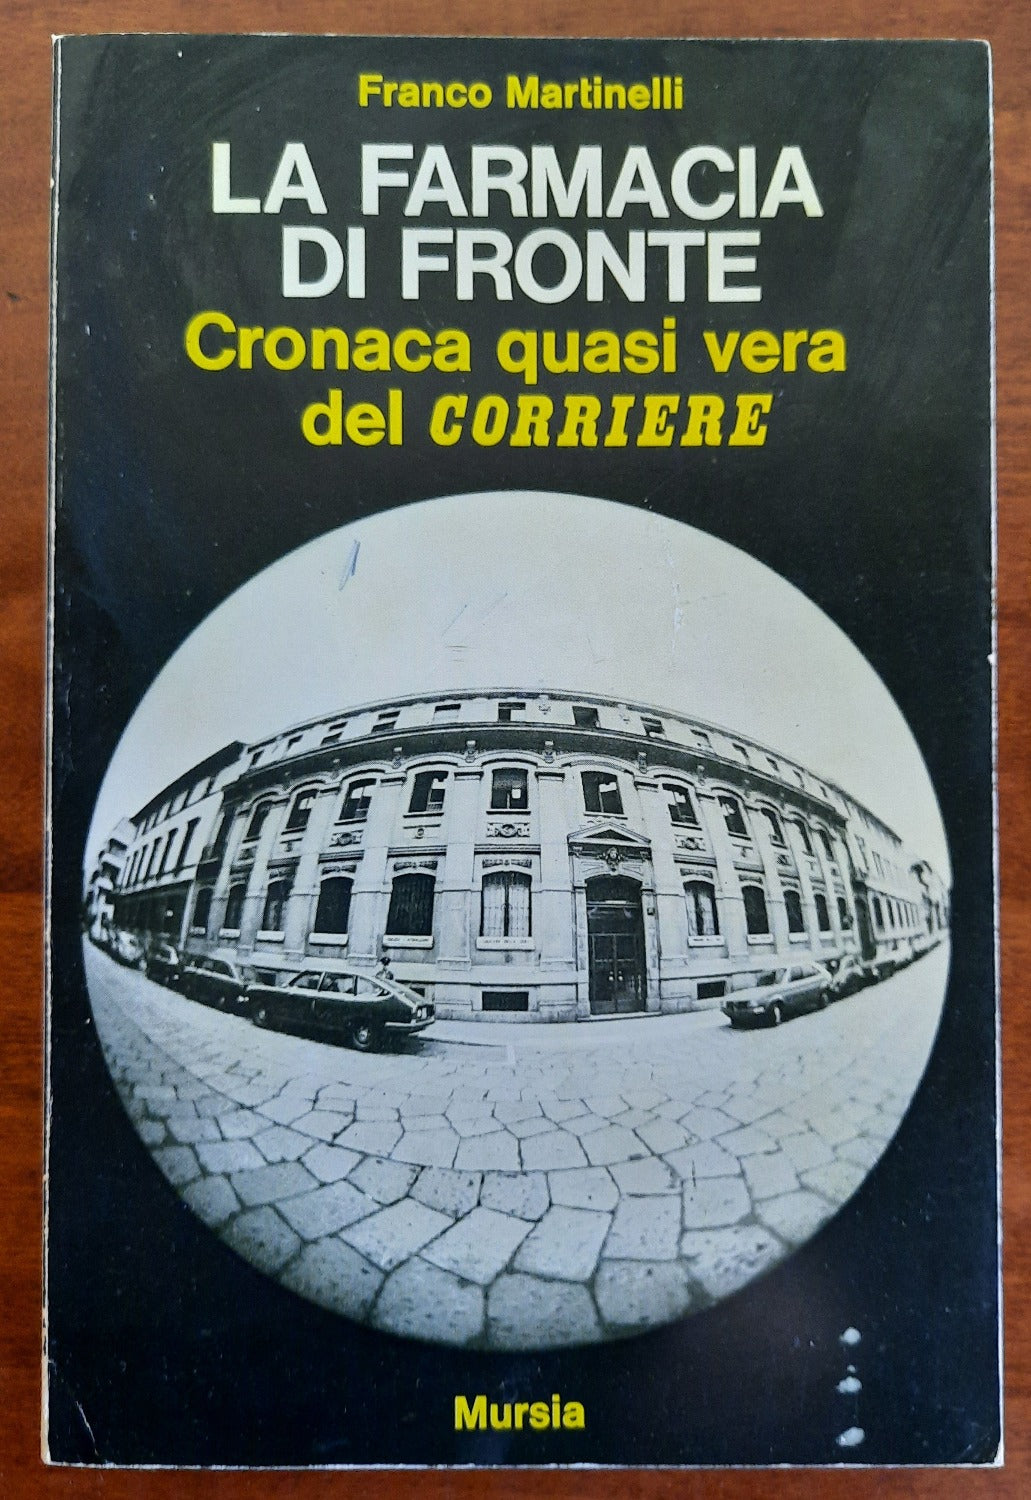 Franco Martinelli
LA FARMACIA
DI FRONTE
Cronaca quasi vera
del CORRIERE
Mursia